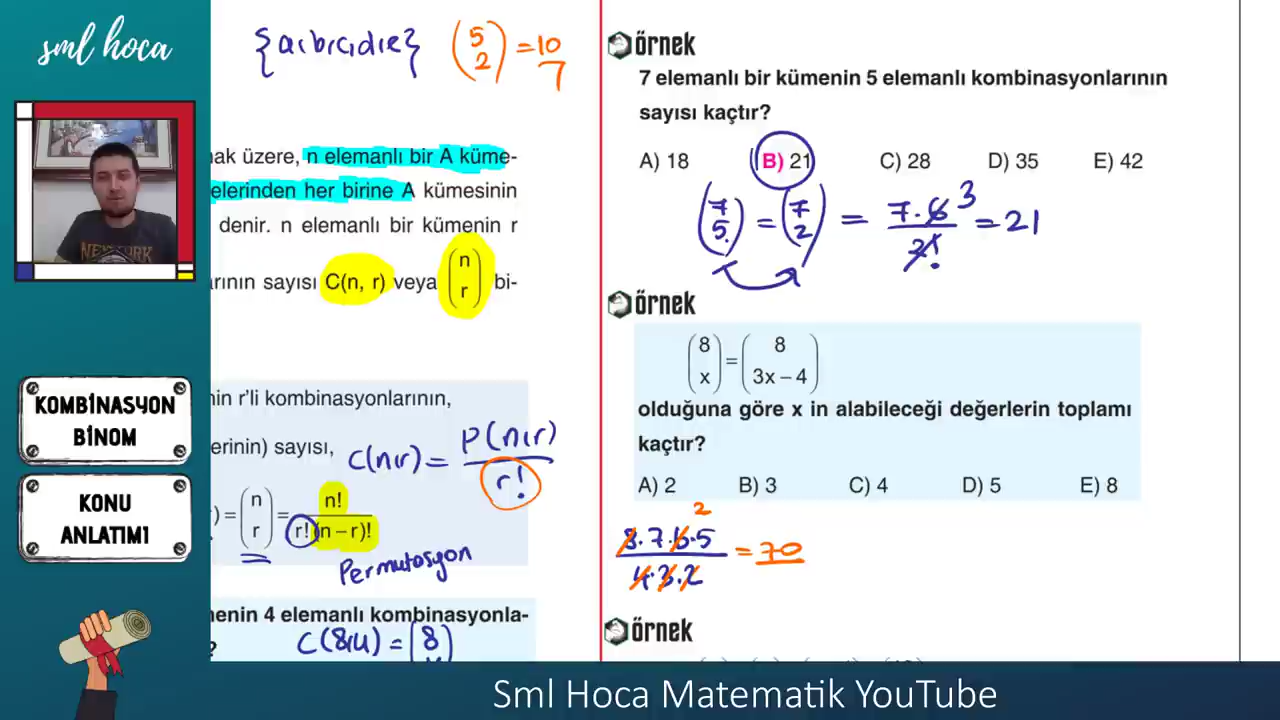 sml hoca
{a,b,c,d,e} (5 2) = 10
7
nak üzere, n elemanlı bir A küme-
elerinden her birine A kümesinin
denir. n elemanlı bir kümenin r
arının sayısı C(n, r) veya (n r) bi-
KOMBİNASYON
BİNOM
KONU
ANLATIMI
nin r'li kombinasyonlarının,
erinin) sayısı,
C(n,r) = P(n,r) / r!
) = (n r) = n! / r!(n – r)!
Permutasyon
menin 4 elemanlı kombinasyonla-
?
C(8,4) = (8
örnek
7 elemanlı bir kümenin 5 elemanlı kombinasyonlarının
sayısı kaçtır?
A) 18 B) 21 C) 28 D) 35 E) 42
(7 5) = (7 2) = 7.6 3 / 2! = 21
örnek
(8 x) = (8 3x – 4)
olduğuna göre x in alabileceği değerlerin toplamı
kaçtır?
A) 2 B) 3 C) 4 D) 5 E) 8
2
8.7.6.5 / 4.3.2 = 70
örnek
Sml Hoca Matematik YouTube